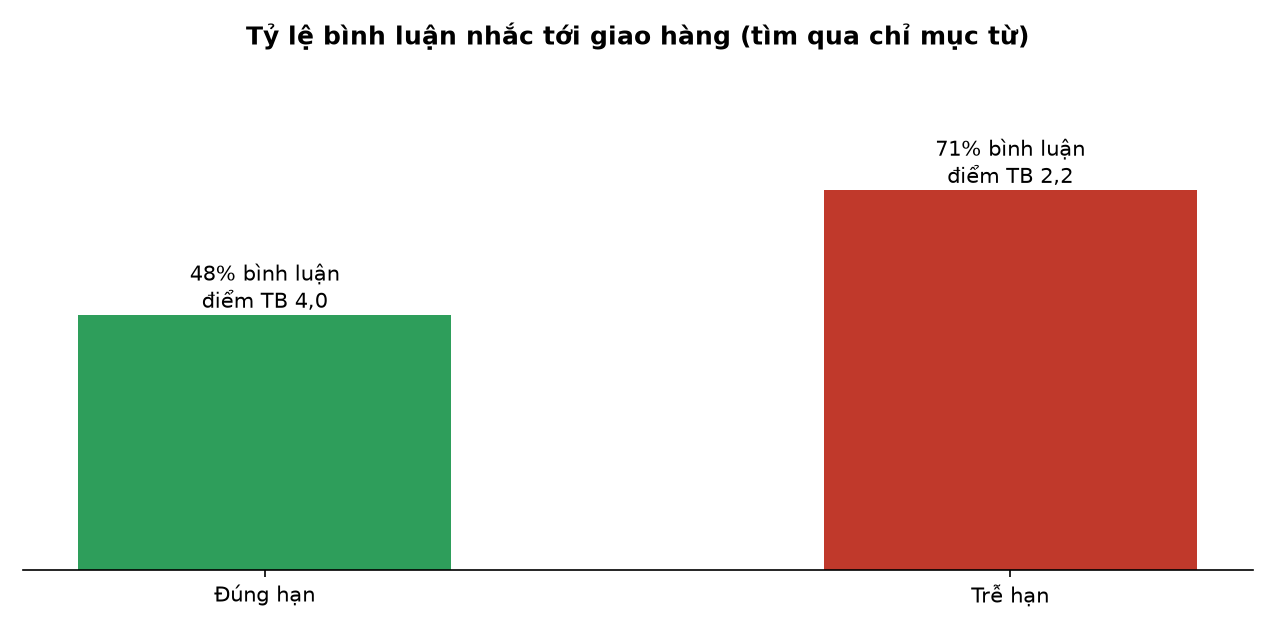 Tỷ lệ bình luận nhắc tới giao hàng (tìm qua chỉ mục từ)
71% bình luận
điểm TB 2,2
48% bình luận
điểm TB 4,0
Đúng hạn
Trễ hạn